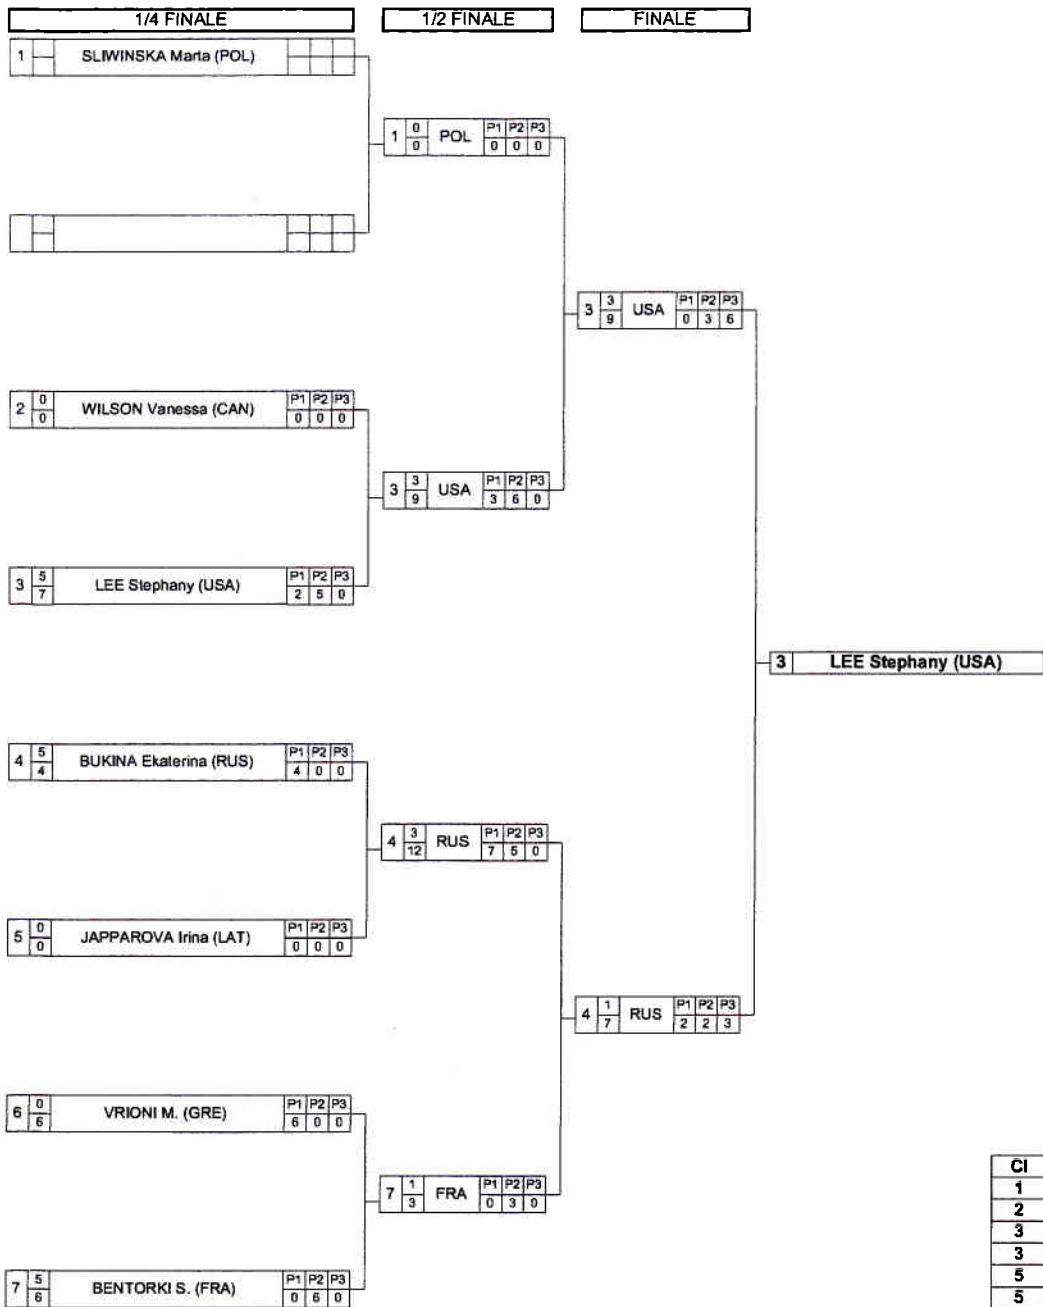 1/4 FINALE 1/2 FINALE FINALE
1 SLIWINSKA Marta (POL)
1 0 0 POL P1 P2 P3 0 0 0
3 3 9 USA P1 P2 P3 0 3 6
2 0 0 WILSON Vanessa (CAN) P1 P2 P3 0 0 0
3 3 9 USA P1 P2 P3 3 6 0
3 5 7 LEE Stephany (USA) P1 P2 P3 2 5 0
3 LEE Stephany (USA)
4 5 4 BUKINA Ekaterina (RUS) P1 P2 P3 4 0 0
4 3 12 RUS P1 P2 P3 7 5 0
5 0 0 JAPPAROVA Irina (LAT) P1 P2 P3 0 0 0
4 1 7 RUS P1 P2 P3 2 2 3
6 0 6 VRIONI M. (GRE) P1 P2 P3 6 0 0
7 1 3 FRA P1 P2 P3 0 3 0
7 5 6 BENTORKI S. (FRA) P1 P2 P3 0 6 0
Cl
1
2
3
3
5
5